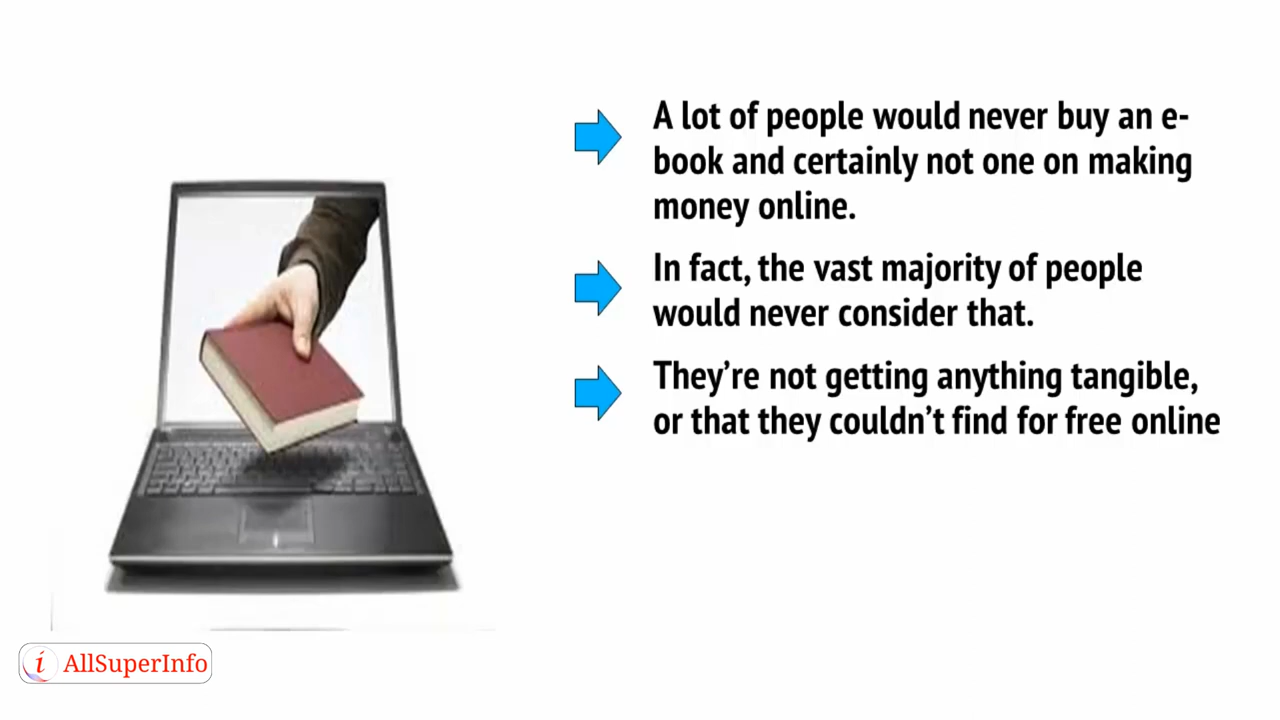 A lot of people would never buy an e-
book and certainly not one on making
money online.
In fact, the vast majority of people
would never consider that.
They’re not getting anything tangible,
or that they couldn’t find for free online
i AllSuperInfo